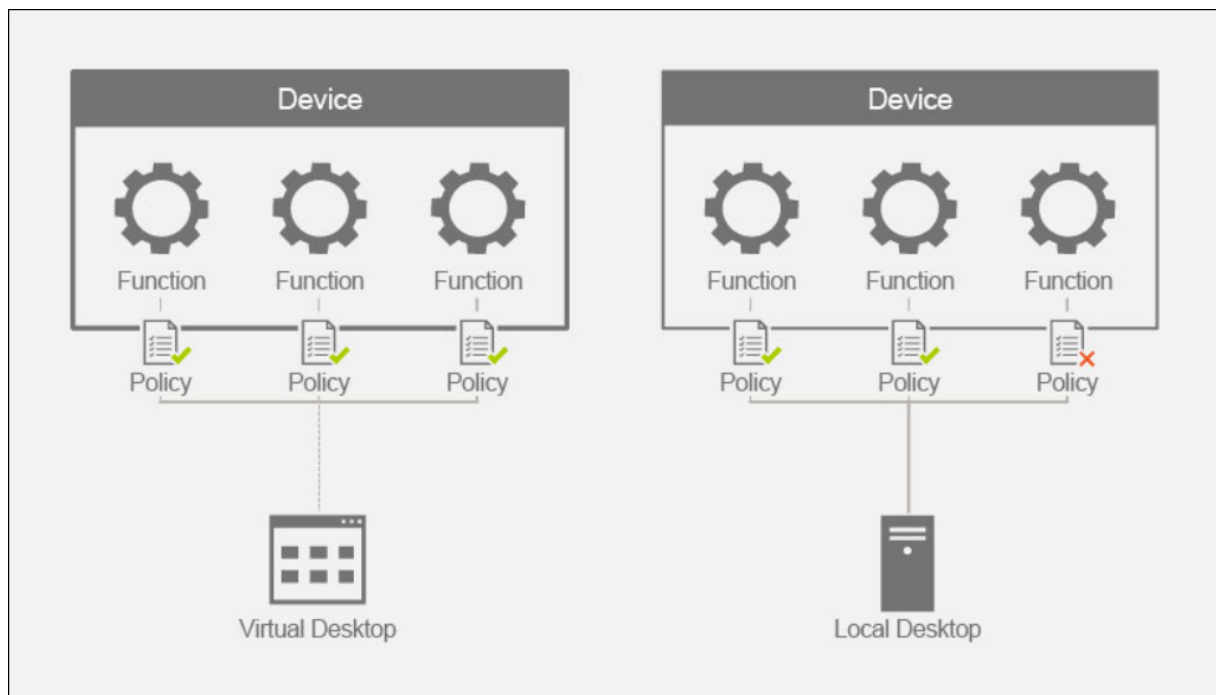 Device
Function Function Function
Policy Policy Policy
Virtual Desktop
Device
Function Function Function
Policy Policy Policy
Local Desktop